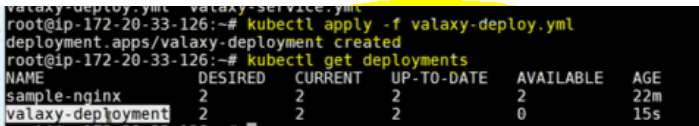 valaxy-deploy.yml  valaxy-service.yml
root@ip-172-20-33-126:~# kubectl apply -f valaxy-deploy.yml
deployment.apps/valaxy-deployment created
root@ip-172-20-33-126:~# kubectl get deployments
NAME DESIRED CURRENT UP-TO-DATE AVAILABLE AGE
sample-nginx 2 2 2 2 22m
valaxy-deployment 2 2 2 0 15s